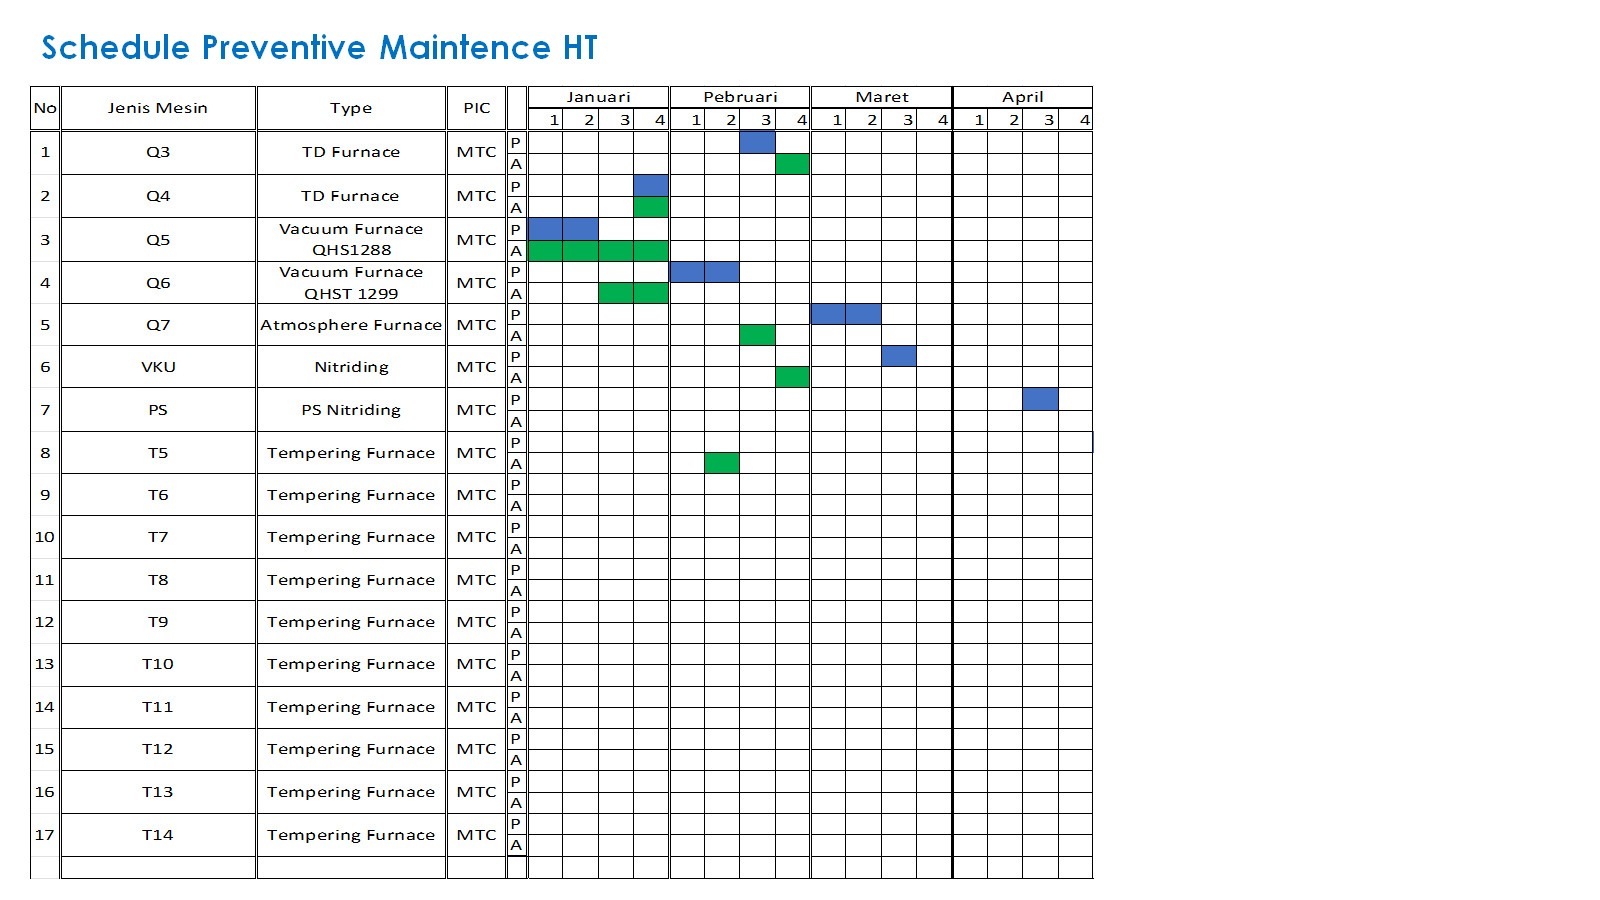 Schedule Preventive Maintence HT
No Jenis Mesin Type PIC Januari Pebruari Maret April
1 2 3 4 1 2 3 4 1 2 3 4 1 2 3 4
1 Q3 TD Furnace MTC P
A
2 Q4 TD Furnace MTC P
A
3 Q5 Vacuum Furnace MTC P
QHS1288 A
4 Q6 Vacuum Furnace MTC P
QHST 1299 A
5 Q7 Atmosphere Furnace MTC P
A
6 VKU Nitriding MTC P
A
7 PS PS Nitriding MTC P
A
8 T5 Tempering Furnace MTC P
A
9 T6 Tempering Furnace MTC P
A
10 T7 Tempering Furnace MTC P
A
11 T8 Tempering Furnace MTC P
A
12 T9 Tempering Furnace MTC P
A
13 T10 Tempering Furnace MTC P
A
14 T11 Tempering Furnace MTC P
A
15 T12 Tempering Furnace MTC P
A
16 T13 Tempering Furnace MTC P
A
17 T14 Tempering Furnace MTC P
A